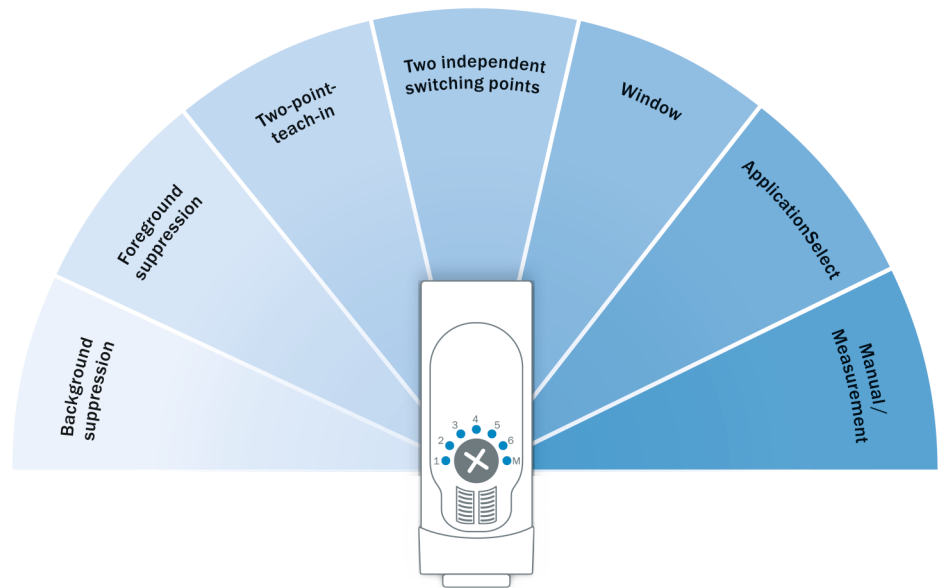 Background
suppression
Foreground
suppression
Two-point-
teach-in
Two independent
switching points
Window
ApplicationSelect
Manual/
Measurement
1
2
3
4
5
6
M